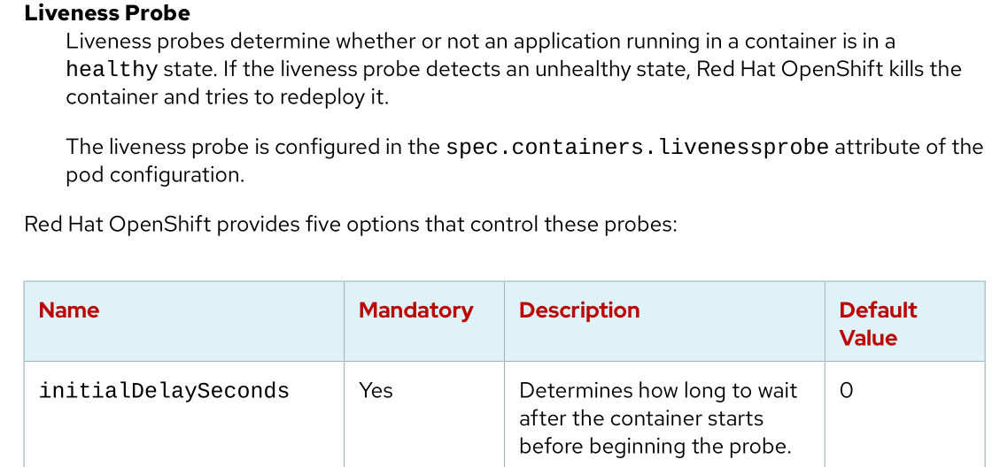 Liveness Probe
Liveness probes determine whether or not an application running in a container is in a
healthy state. If the liveness probe detects an unhealthy state, Red Hat OpenShift kills the
container and tries to redeploy it.
The liveness probe is configured in the spec.containers.livenessprobe attribute of the
pod configuration.
Red Hat OpenShift provides five options that control these probes:
Name Mandatory Description Default
Value
initialDelaySeconds Yes Determines how long to wait 0
after the container starts
before beginning the probe.